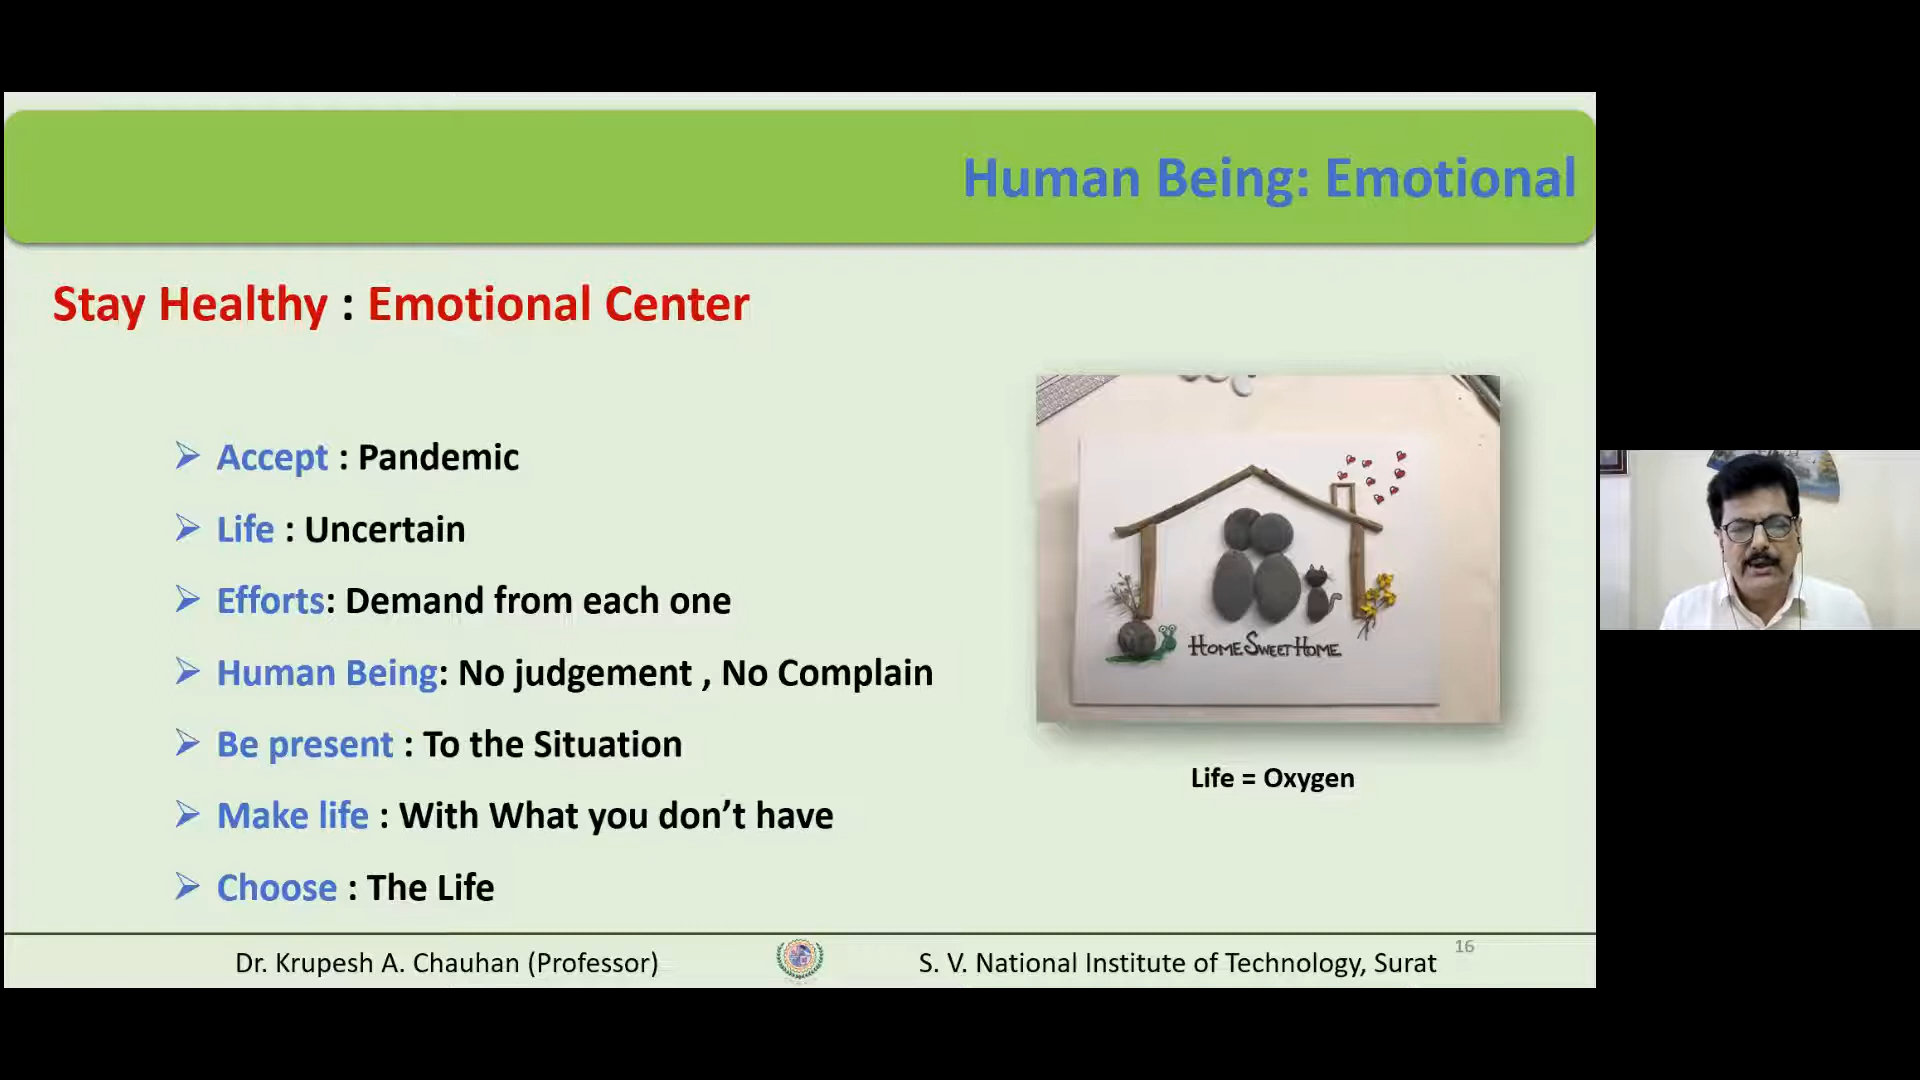 Human Being: Emotional
Stay Healthy : Emotional Center
Accept : Pandemic
Life : Uncertain
Efforts: Demand from each one
Human Being: No judgement , No Complain
Be present : To the Situation
Make life : With What you don’t have
Choose : The Life
HOME SWEET HOME
Life = Oxygen
Dr. Krupesh A. Chauhan (Professor)
S. V. National Institute of Technology, Surat
16